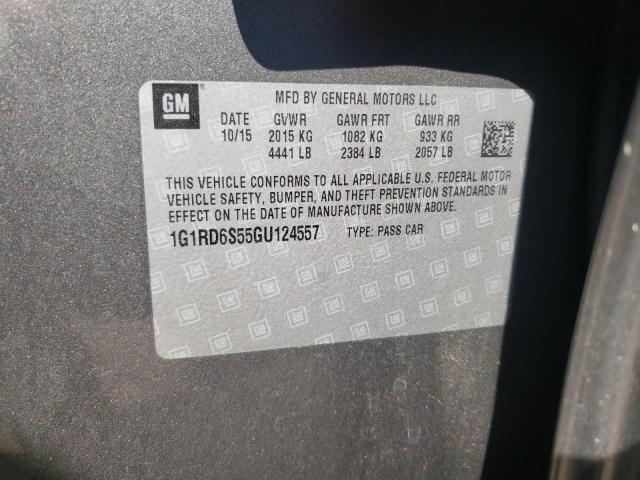 GM
MFD BY GENERAL MOTORS LLC
DATE GVWR GAWR FRT GAWR RR
10/15 2015 KG 1082 KG 933 KG
4441 LB 2384 LB 2057 LB
THIS VEHICLE CONFORMS TO ALL APPLICABLE U.S. FEDERAL MOTOR
VEHICLE SAFETY, BUMPER, AND THEFT PREVENTION STANDARDS IN
EFFECT ON THE DATE OF MANUFACTURE SHOWN ABOVE.
1G1RD6S55GU124557 TYPE: PASS CAR